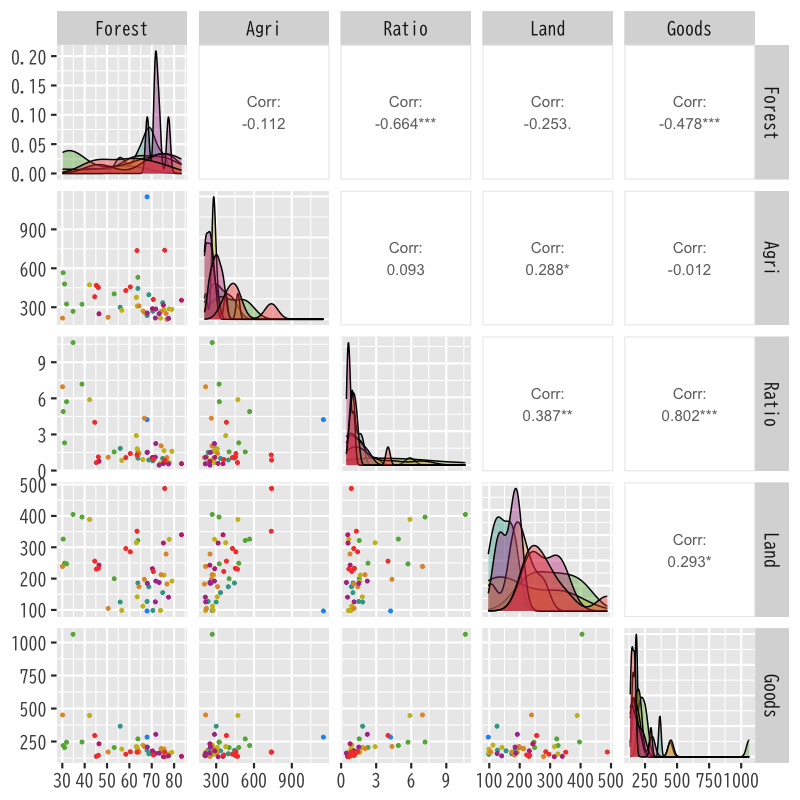 Forest Agri Ratio Land Goods
0.20
0.15
0.10
0.05
0.00
Corr:
-0.112
Corr:
-0.664***
Corr:
-0.253.
Corr:
-0.478***
Forest
900
600
300
Corr:
0.093
Corr:
0.288*
Corr:
-0.012
Agri
9
6
3
0
Corr:
0.387**
Corr:
0.802***
Ratio
500
400
300
200
100
Corr:
0.293*
Land
1000
750
500
250
Goods
30 40 50 60 70 80 300 600 900 0 3 6 9 100 200 300 400 500 250 500 750 1000